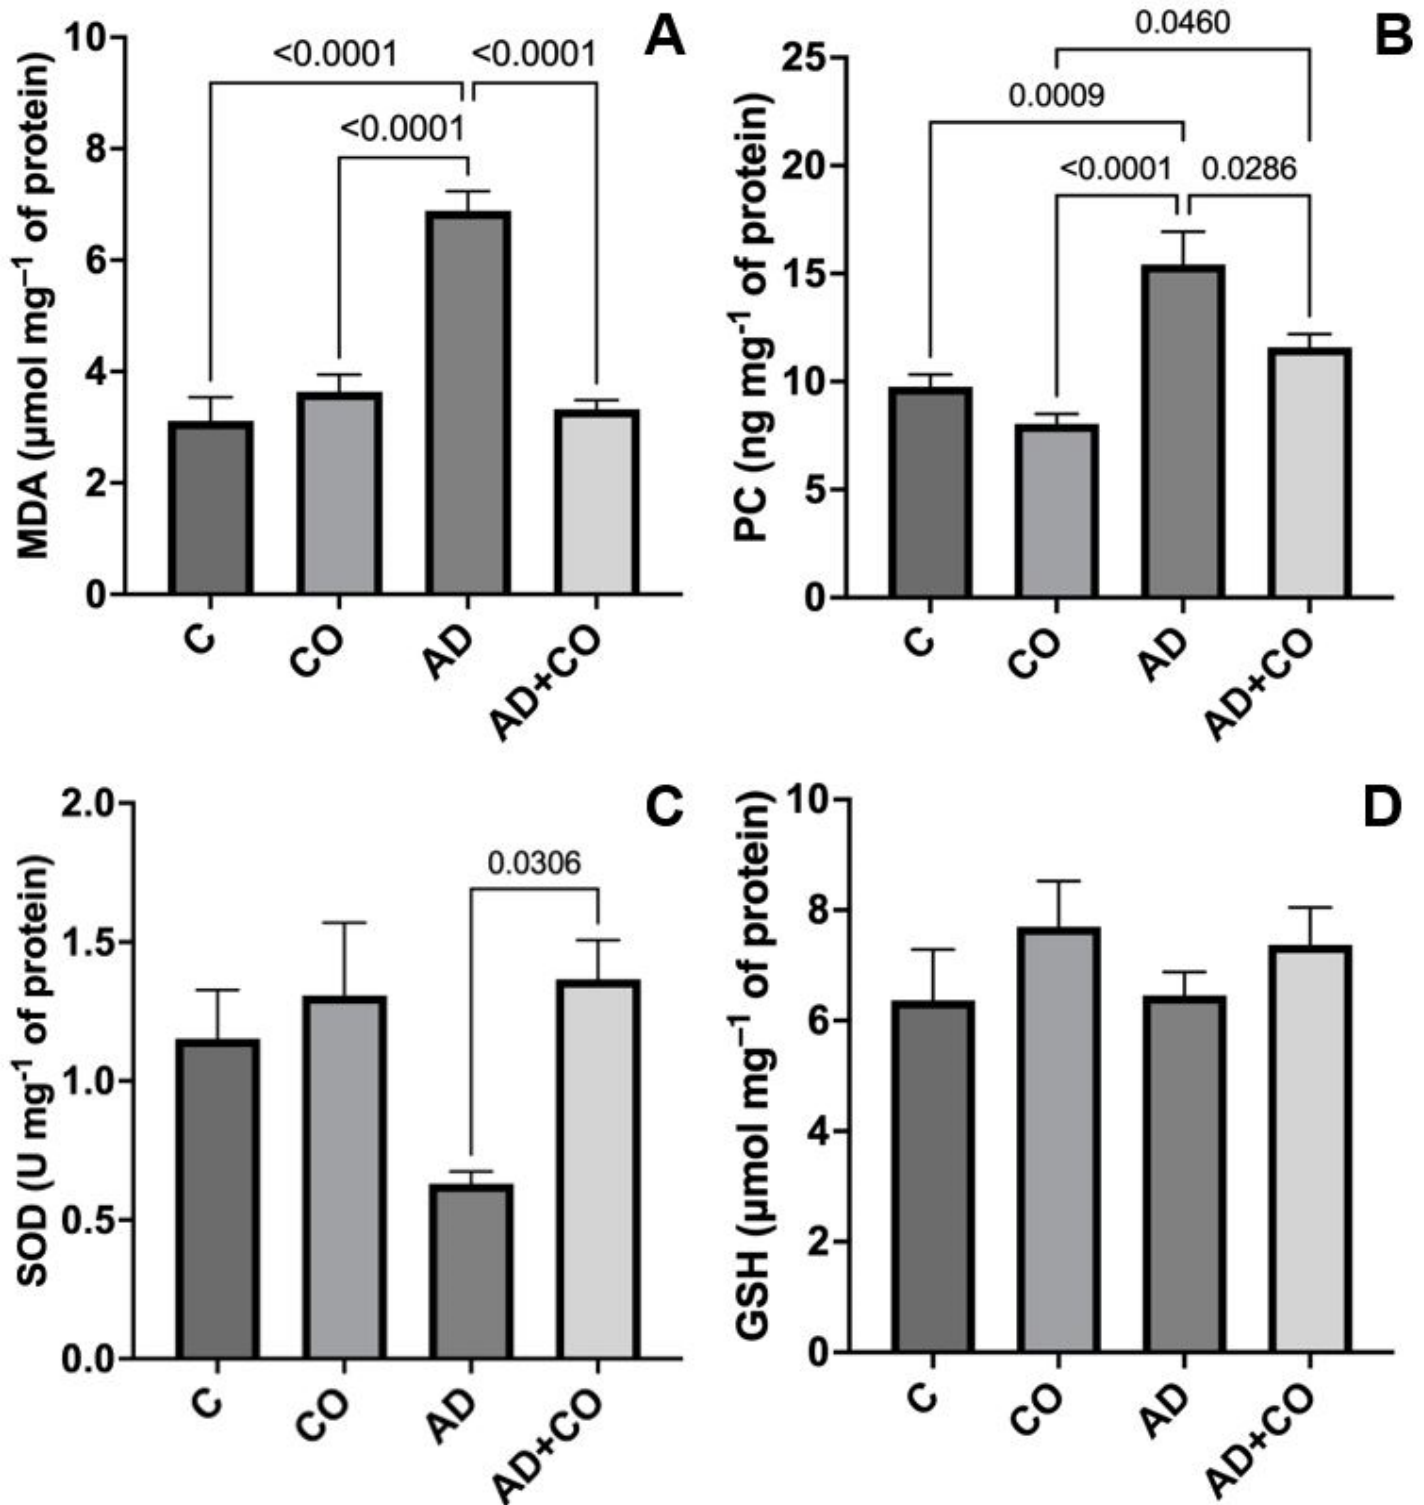 A
MDA (µmol mg⁻¹ of protein)
10
8
6
4
2
0
<0.0001
<0.0001
<0.0001
C
CO
AD
AD+CO
B
PC (ng mg⁻¹ of protein)
25
20
15
10
5
0
0.0460
0.0009
<0.0001
0.0286
C
CO
AD
AD+CO
C
SOD (U mg⁻¹ of protein)
2.0
1.5
1.0
0.5
0.0
0.0306
C
CO
AD
AD+CO
D
GSH (µmol mg⁻¹ of protein)
10
8
6
4
2
0
C
CO
AD
AD+CO